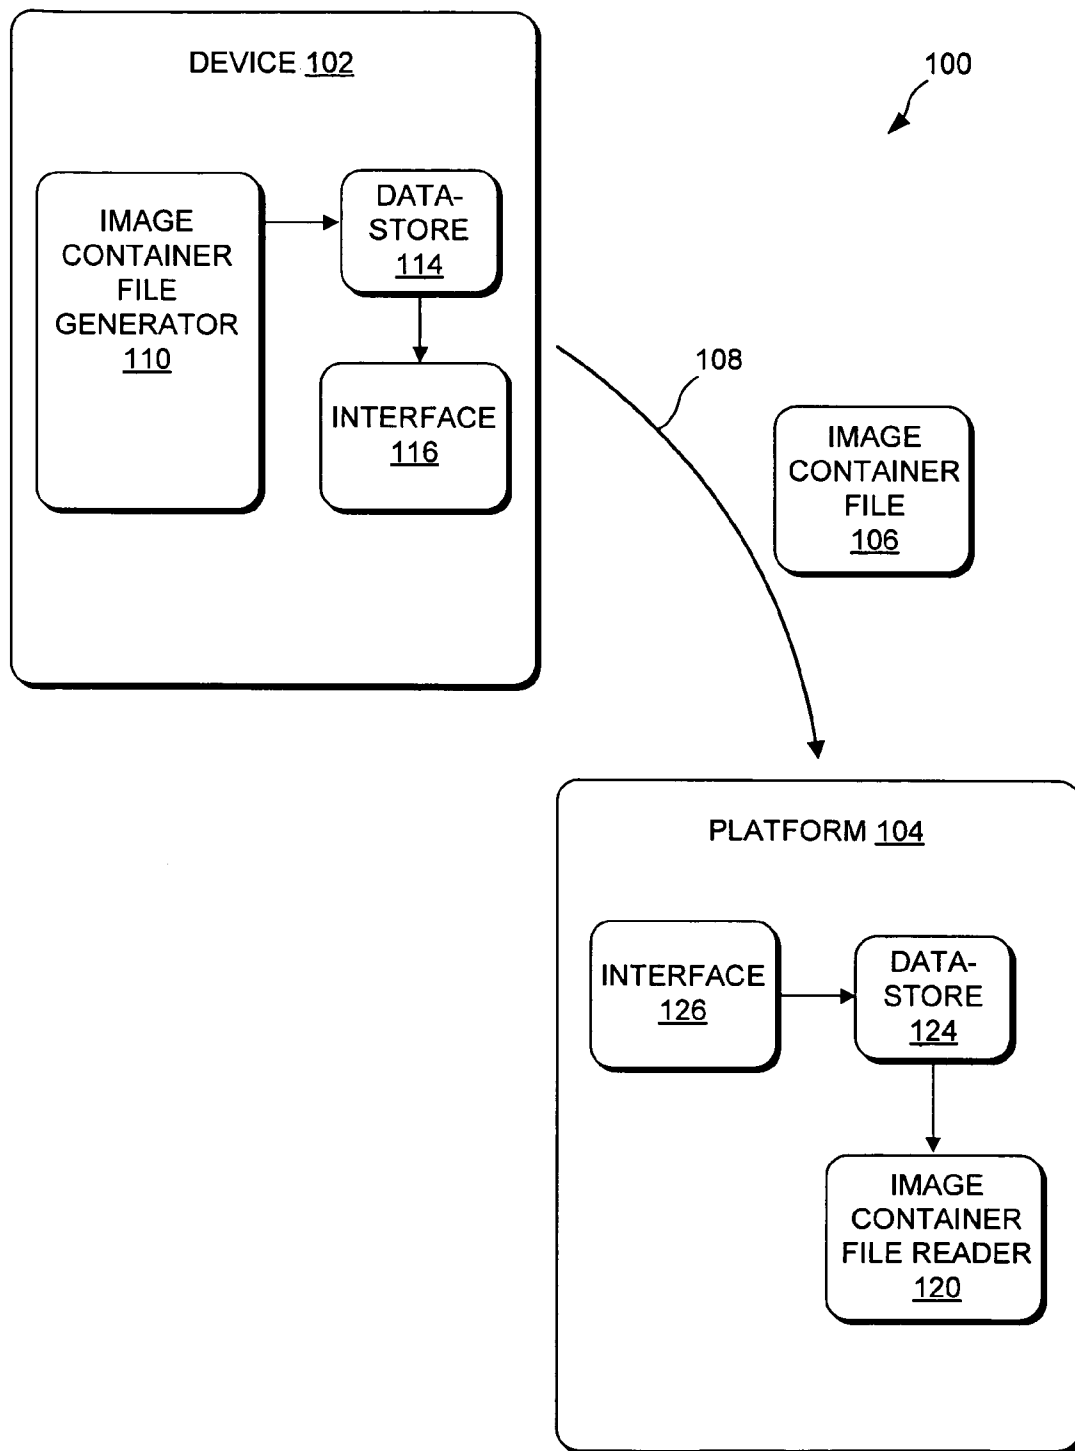 DEVICE 102
100
IMAGE
CONTAINER
FILE
GENERATOR
110
DATA-
STORE
114
INTERFACE
116
108
IMAGE
CONTAINER
FILE
106
PLATFORM 104
INTERFACE
126
DATA-
STORE
124
IMAGE
CONTAINER
FILE READER
120